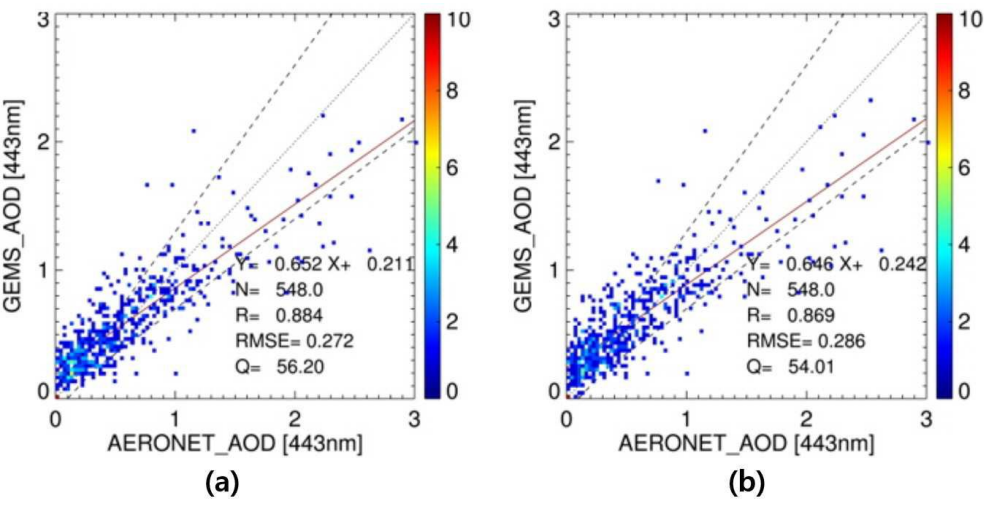 3
2
1
0
GEMS_AOD [443nm]
0 1 2 3
AERONET_AOD [443nm]
Y= 0.652 X+ 0.211
N= 548.0
R= 0.884
RMSE= 0.272
Q= 56.20
10
8
6
4
2
0
(a)
3
2
1
0
GEMS_AOD [443nm]
0 1 2 3
AERONET_AOD [443nm]
Y= 0.646 X+ 0.242
N= 548.0
R= 0.869
RMSE= 0.286
Q= 54.01
10
8
6
4
2
0
(b)